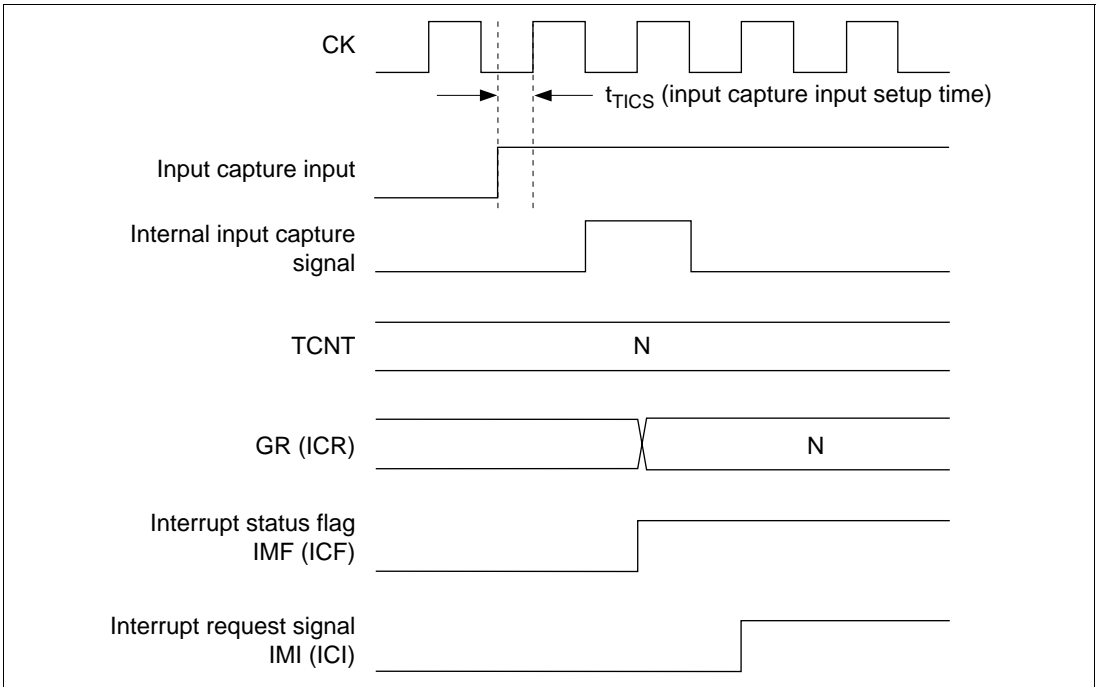 CK
tTICS (input capture input setup time)
Input capture input
Internal input capture
signal
TCNT
N
GR (ICR)
N
Interrupt status flag
IMF (ICF)
Interrupt request signal
IMI (ICI)